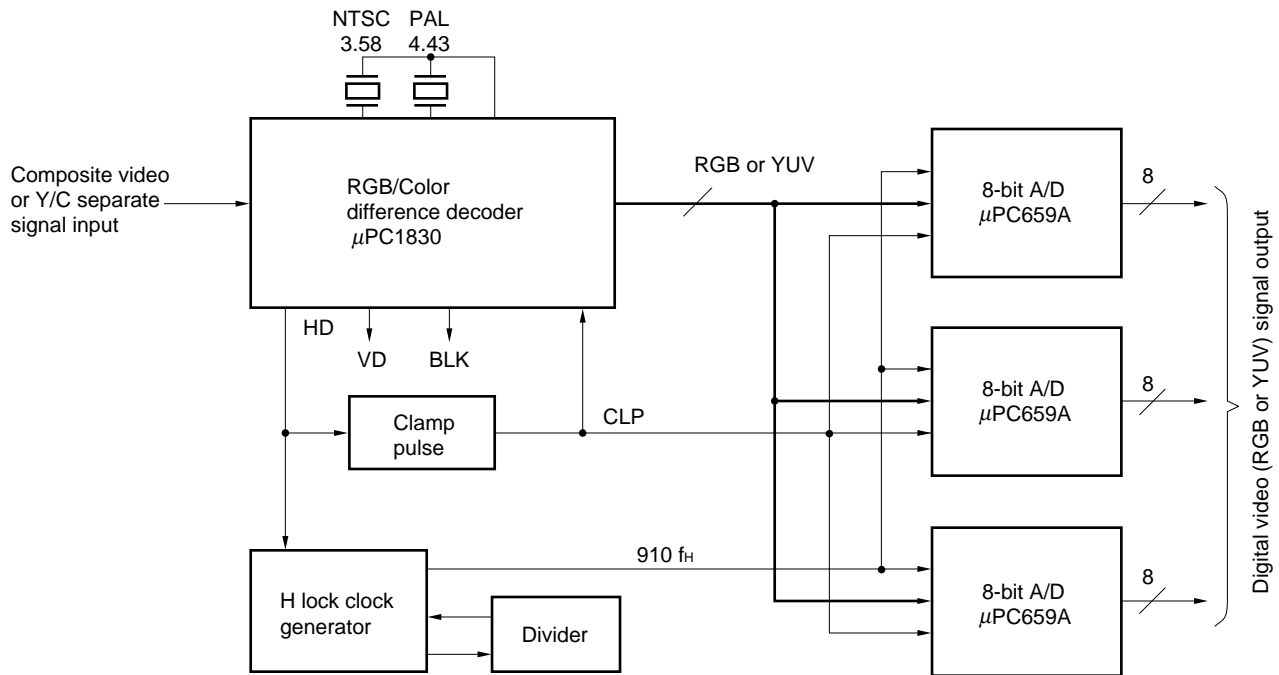 NTSC PAL
3.58 4.43
Composite video
or Y/C separate
signal input
RGB/Color
difference decoder
µPC1830
RGB or YUV
8-bit A/D
µPC659A
8
HD
VD
BLK
8-bit A/D
µPC659A
8
Clamp
pulse
CLP
Digital video (RGB or YUV) signal output
910 fH
H lock clock
generator
Divider
8-bit A/D
µPC659A
8